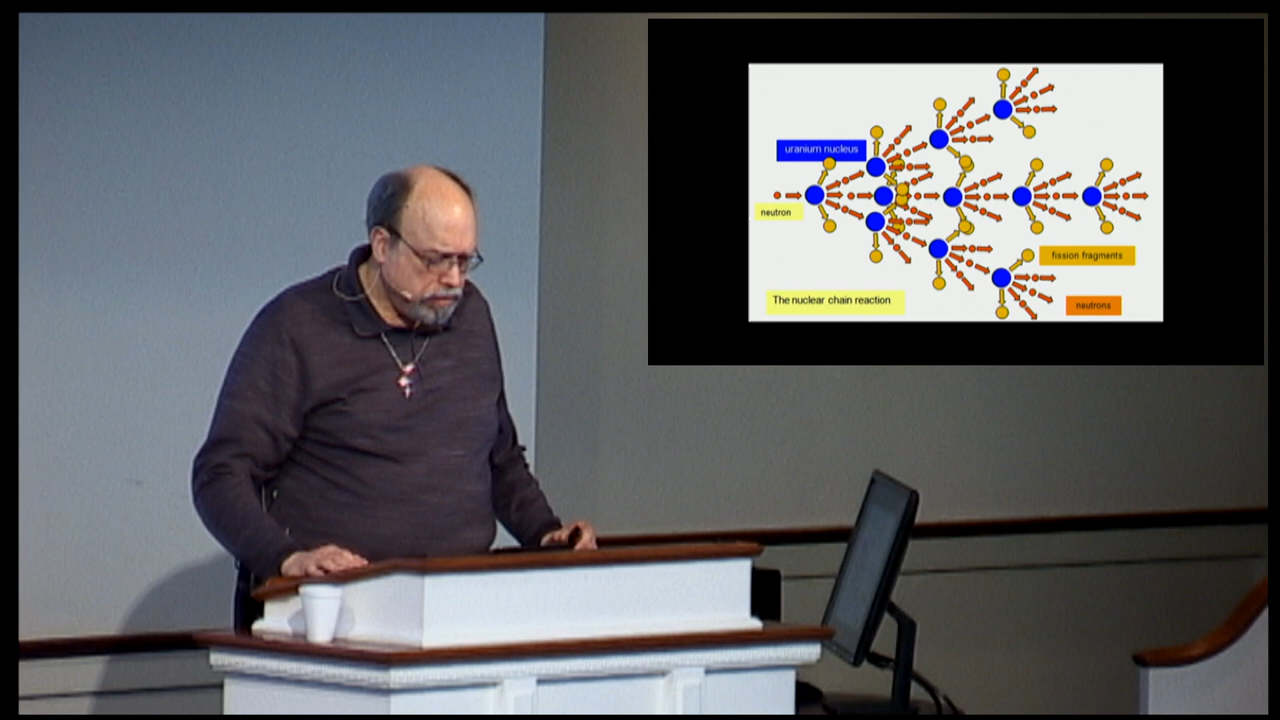 uranium nucleus
neutron
fission fragments
The nuclear chain reaction
neutrons